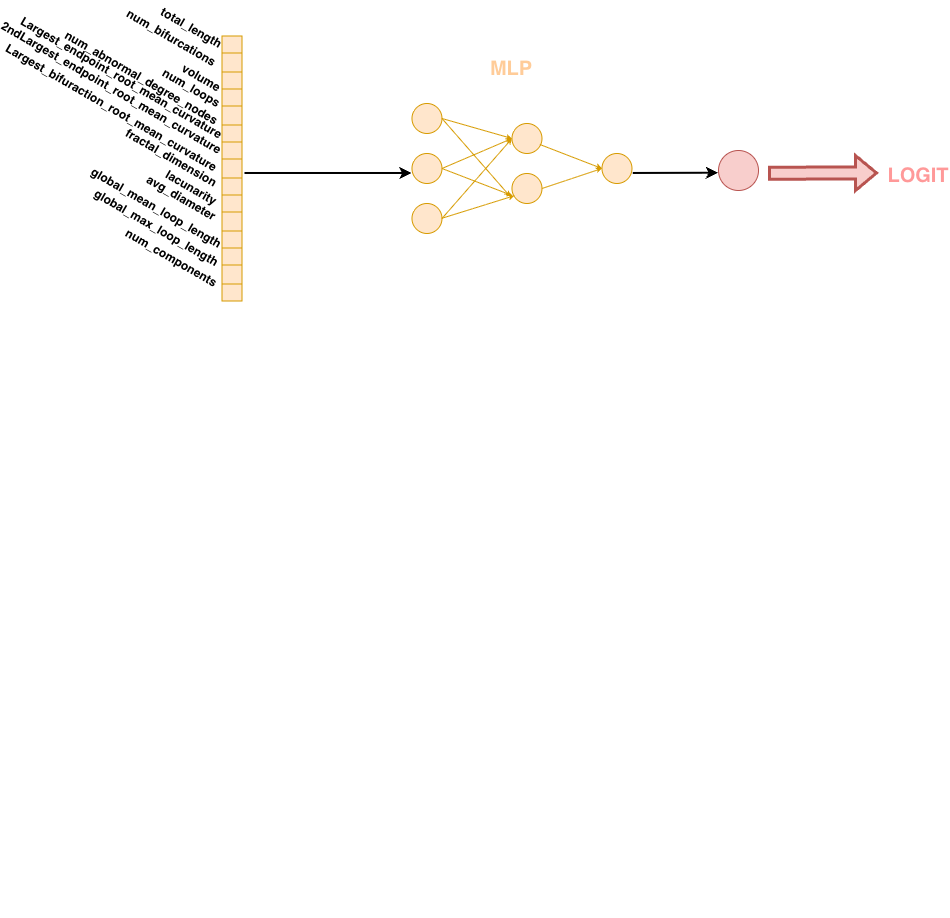 total_length
num_bifurcations
volume
num_loops
num_abnormal_degree_nodes
Largest_endpoint_root_mean_curvature
2ndLargest_endpoint_root_mean_curvature
Largest_bifuraction_root_mean_curvature
fractal_dimension
lacunarity
avg_diameter
global_mean_loop_length
global_max_loop_length
num_components
MLP
LOGIT